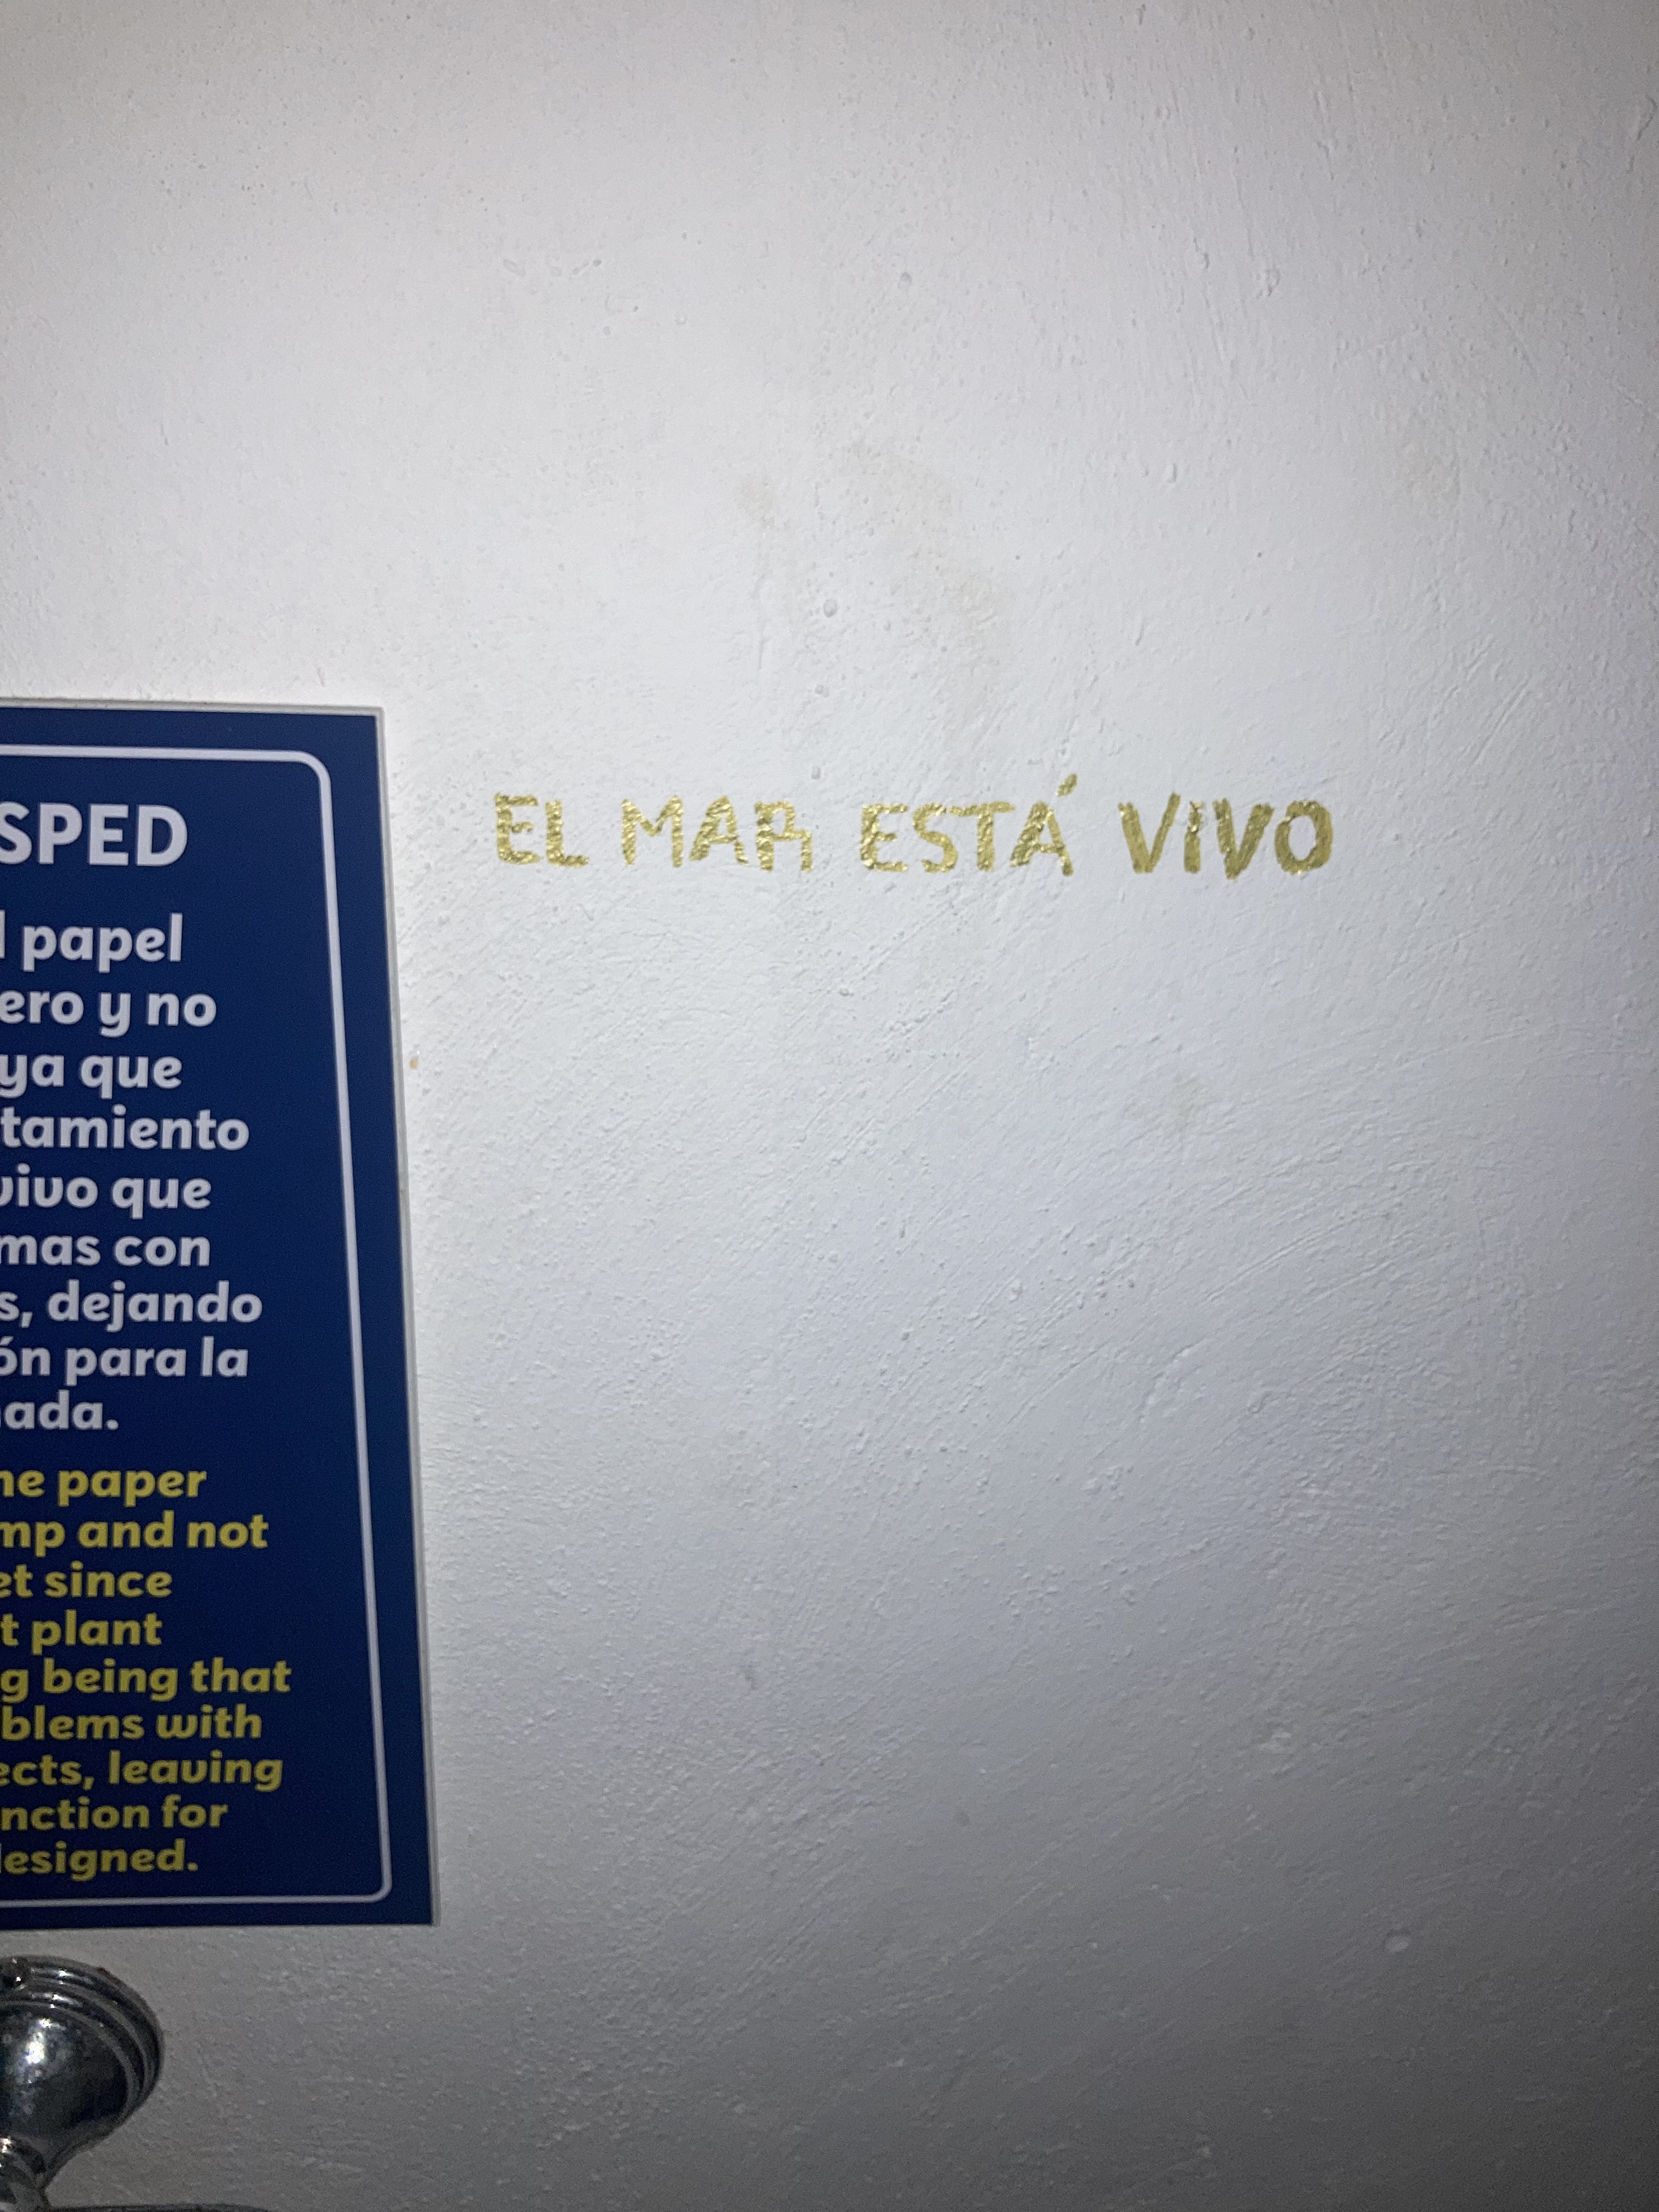 SPED
papel
ero y no
ya que
tamiento
vivo que
mas con
s, dejando
ón para la
ada.
he paper
mp and not
et since
t plant
g being that
blems with
ects, leaving
nction for
esigned.
EL MAR ESTÁ VIVO